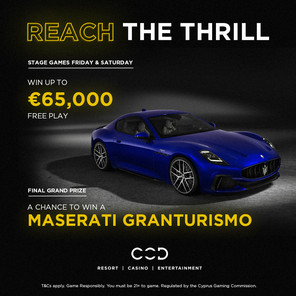 REACH THE THRILL
STAGE GAMES FRIDAY & SATURDAY
WIN UP TO
€65,000
FREE PLAY
FINAL GRAND PRIZE
A CHANCE TO WIN A
MASERATI GRANTURISMO
COD
RESORT | CASINO | ENTERTAINMENT
T&Cs apply. Game Responsibly. You must be 21+ to game. Regulated by the Cyprus Gaming Commission.